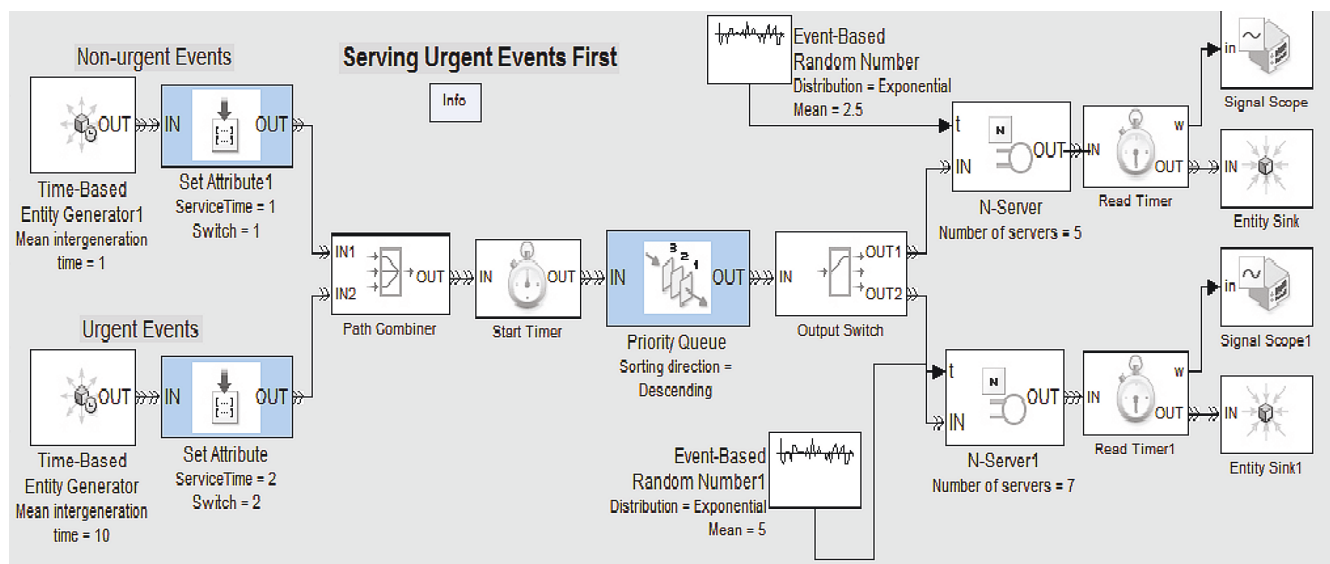 Non-urgent Events
OUT
IN
OUT
Time-Based
Entity Generator1
Mean intergeneration
time = 1
Set Attribute1
ServiceTime = 1
Switch = 1
Serving Urgent Events First
Info
Urgent Events
OUT
IN
OUT
Time-Based
Entity Generator
Mean intergeneration
time = 10
Set Attribute
ServiceTime = 2
Switch = 2
IN1
IN2
OUT
Path Combiner
IN
OUT
Start Timer
IN
3
2
1
OUT
Priority Queue
Sorting direction =
Descending
IN
OUT1
OUT2
Output Switch
Event-Based
Random Number
Distribution = Exponential
Mean = 2.5
t
IN
N
OUT
N-Server
Number of servers = 5
IN
w
OUT
Read Timer
in
Signal Scope
IN
Entity Sink
Event-Based
Random Number1
Distribution = Exponential
Mean = 5
t
IN
N
OUT
N-Server1
Number of servers = 7
IN
w
OUT
Read Timer1
in
Signal Scope1
IN
Entity Sink1